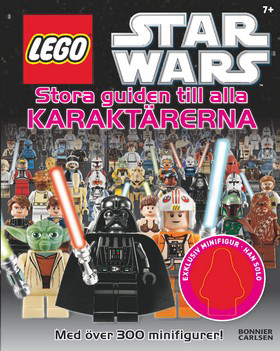 7+
LEGO
STAR
WARS
Stora guiden till alla
KARAKTÄRERNA
EXKLUSIV MINIFIGUR - HAN SOLO
Med över 300 minifigurer!
BONNIER
CARLSEN